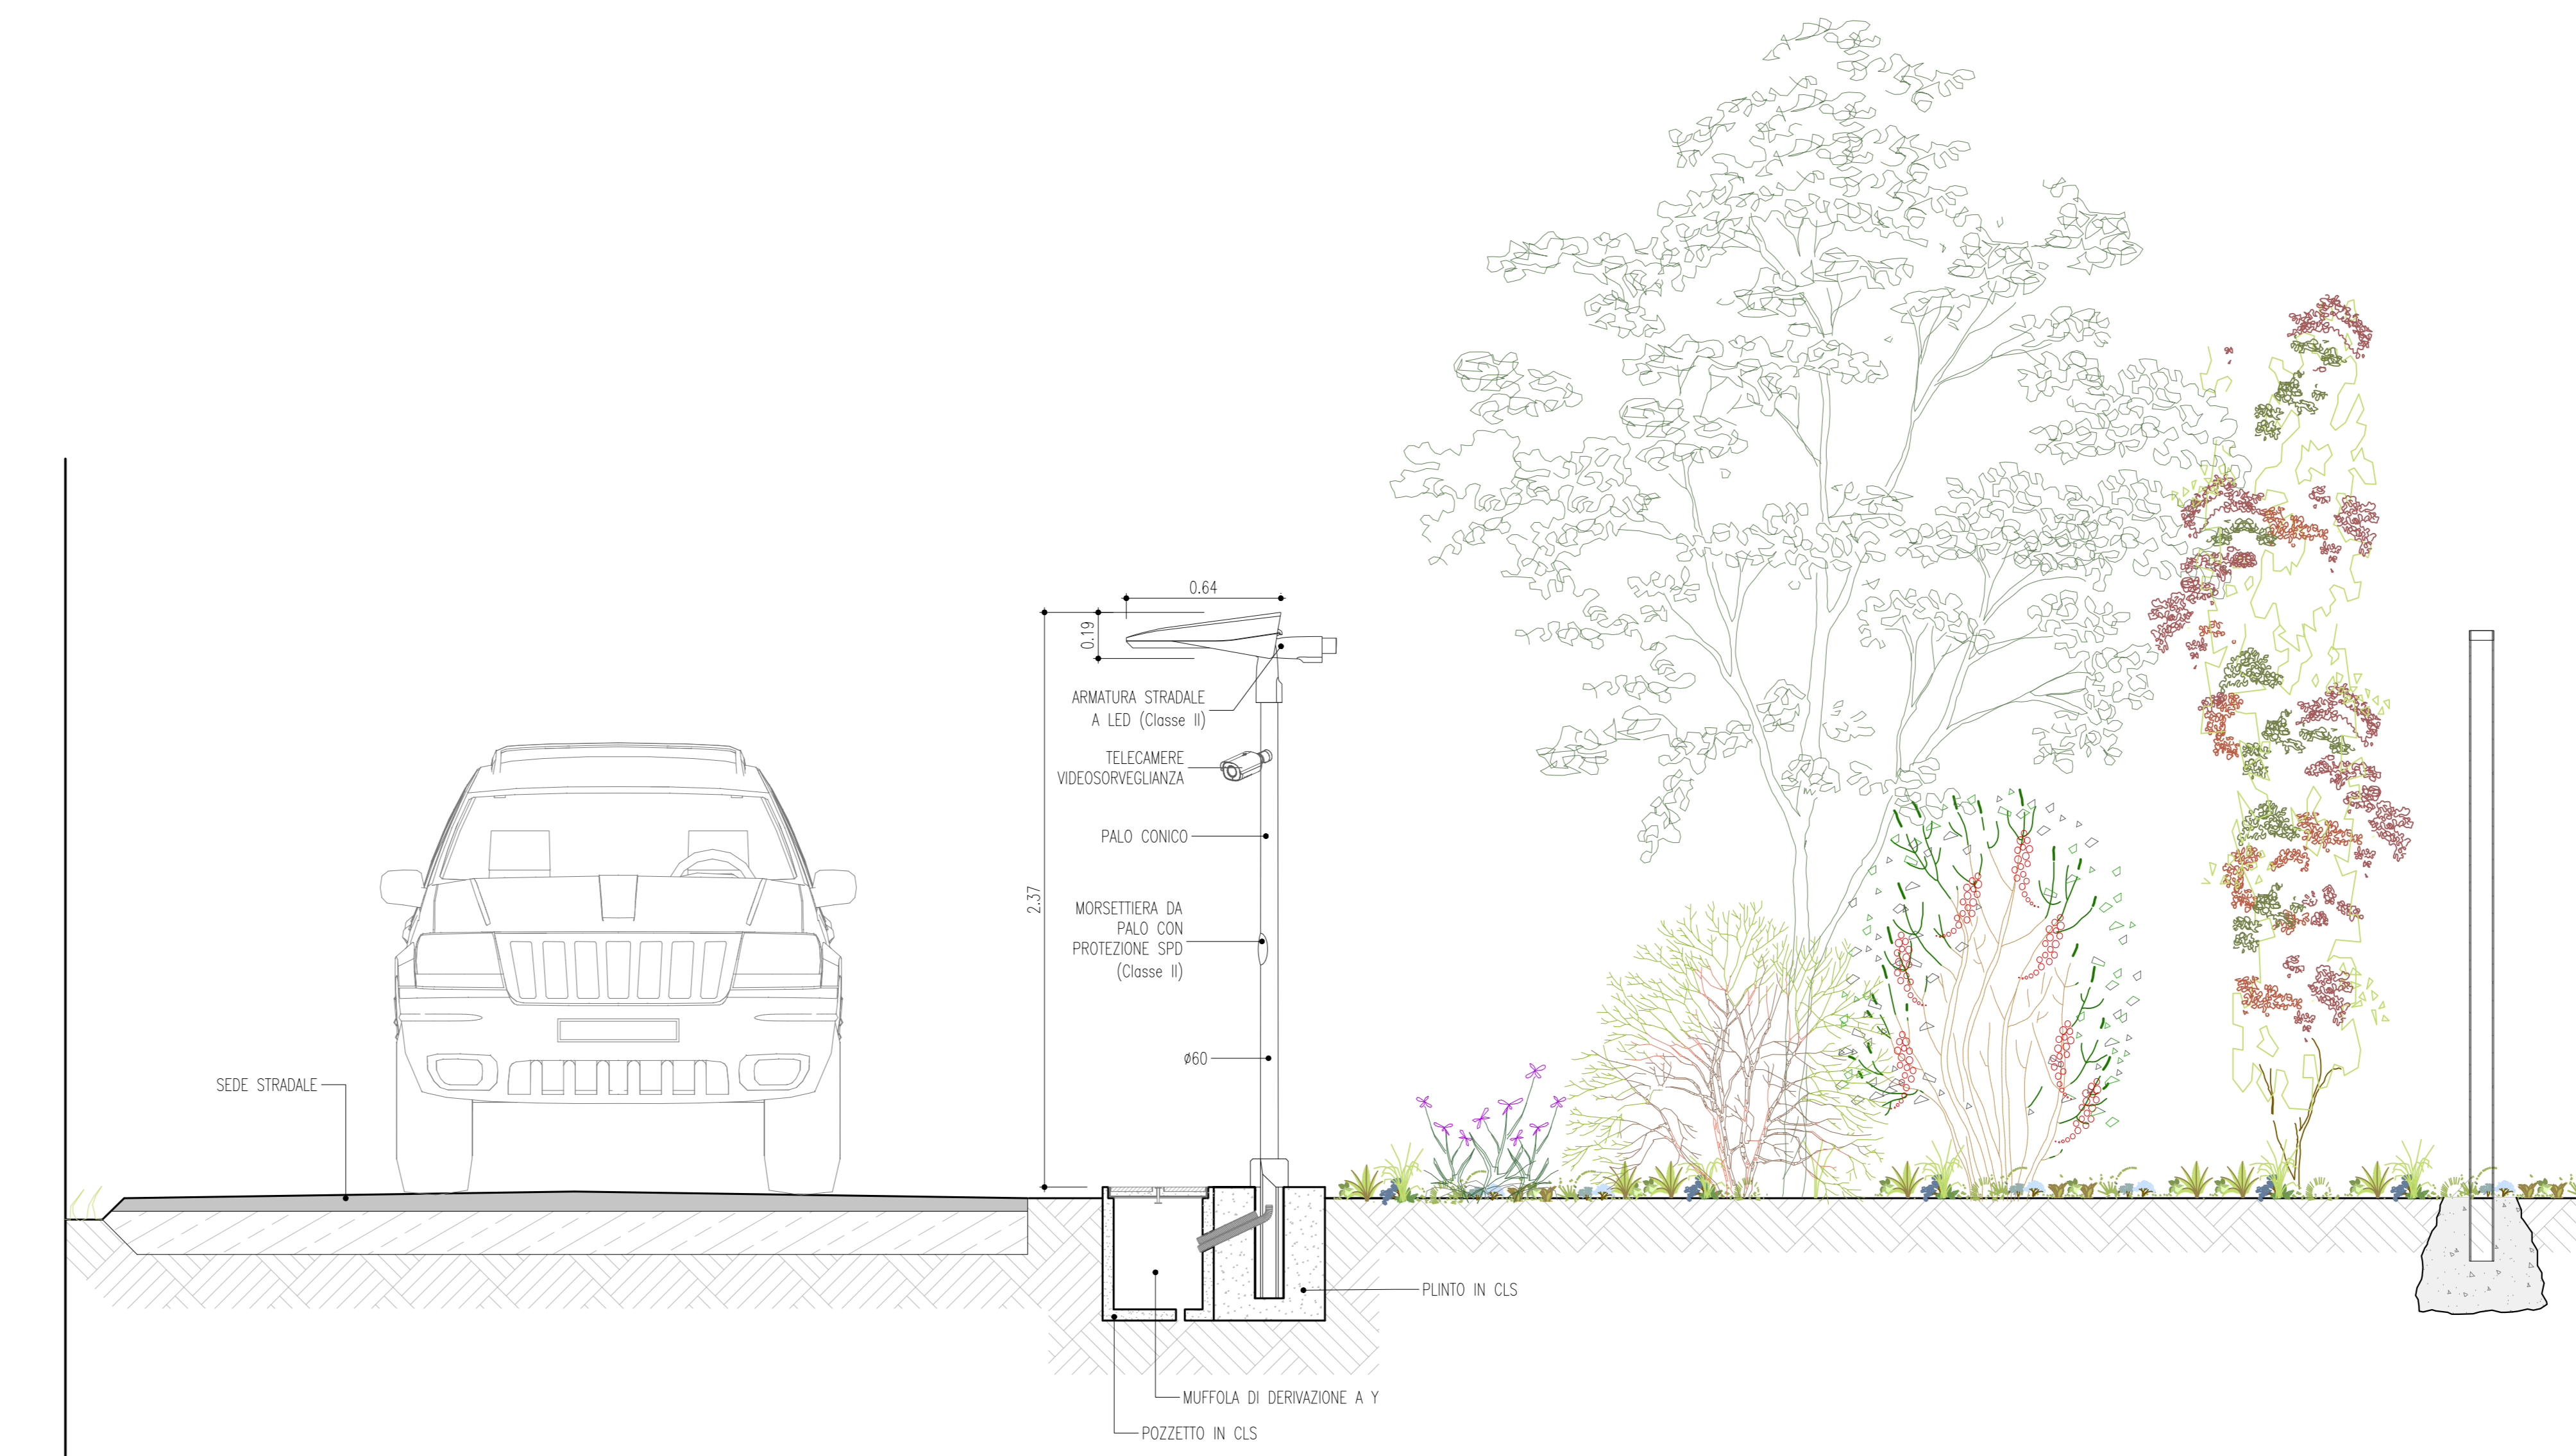 0.64
0.19
ARMATURA STRADALE
A LED (Classe II)
TELECAMERE
VIDEOSORVEGLIANZA
PALO CONICO
2.37
MORSETTIERA DA
PALO CON
PROTEZIONE SPD
(Classe II)
ø60
SEDE STRADALE
PLINTO IN CLS
MUFFOLA DI DERIVAZIONE A Y
POZZETTO IN CLS